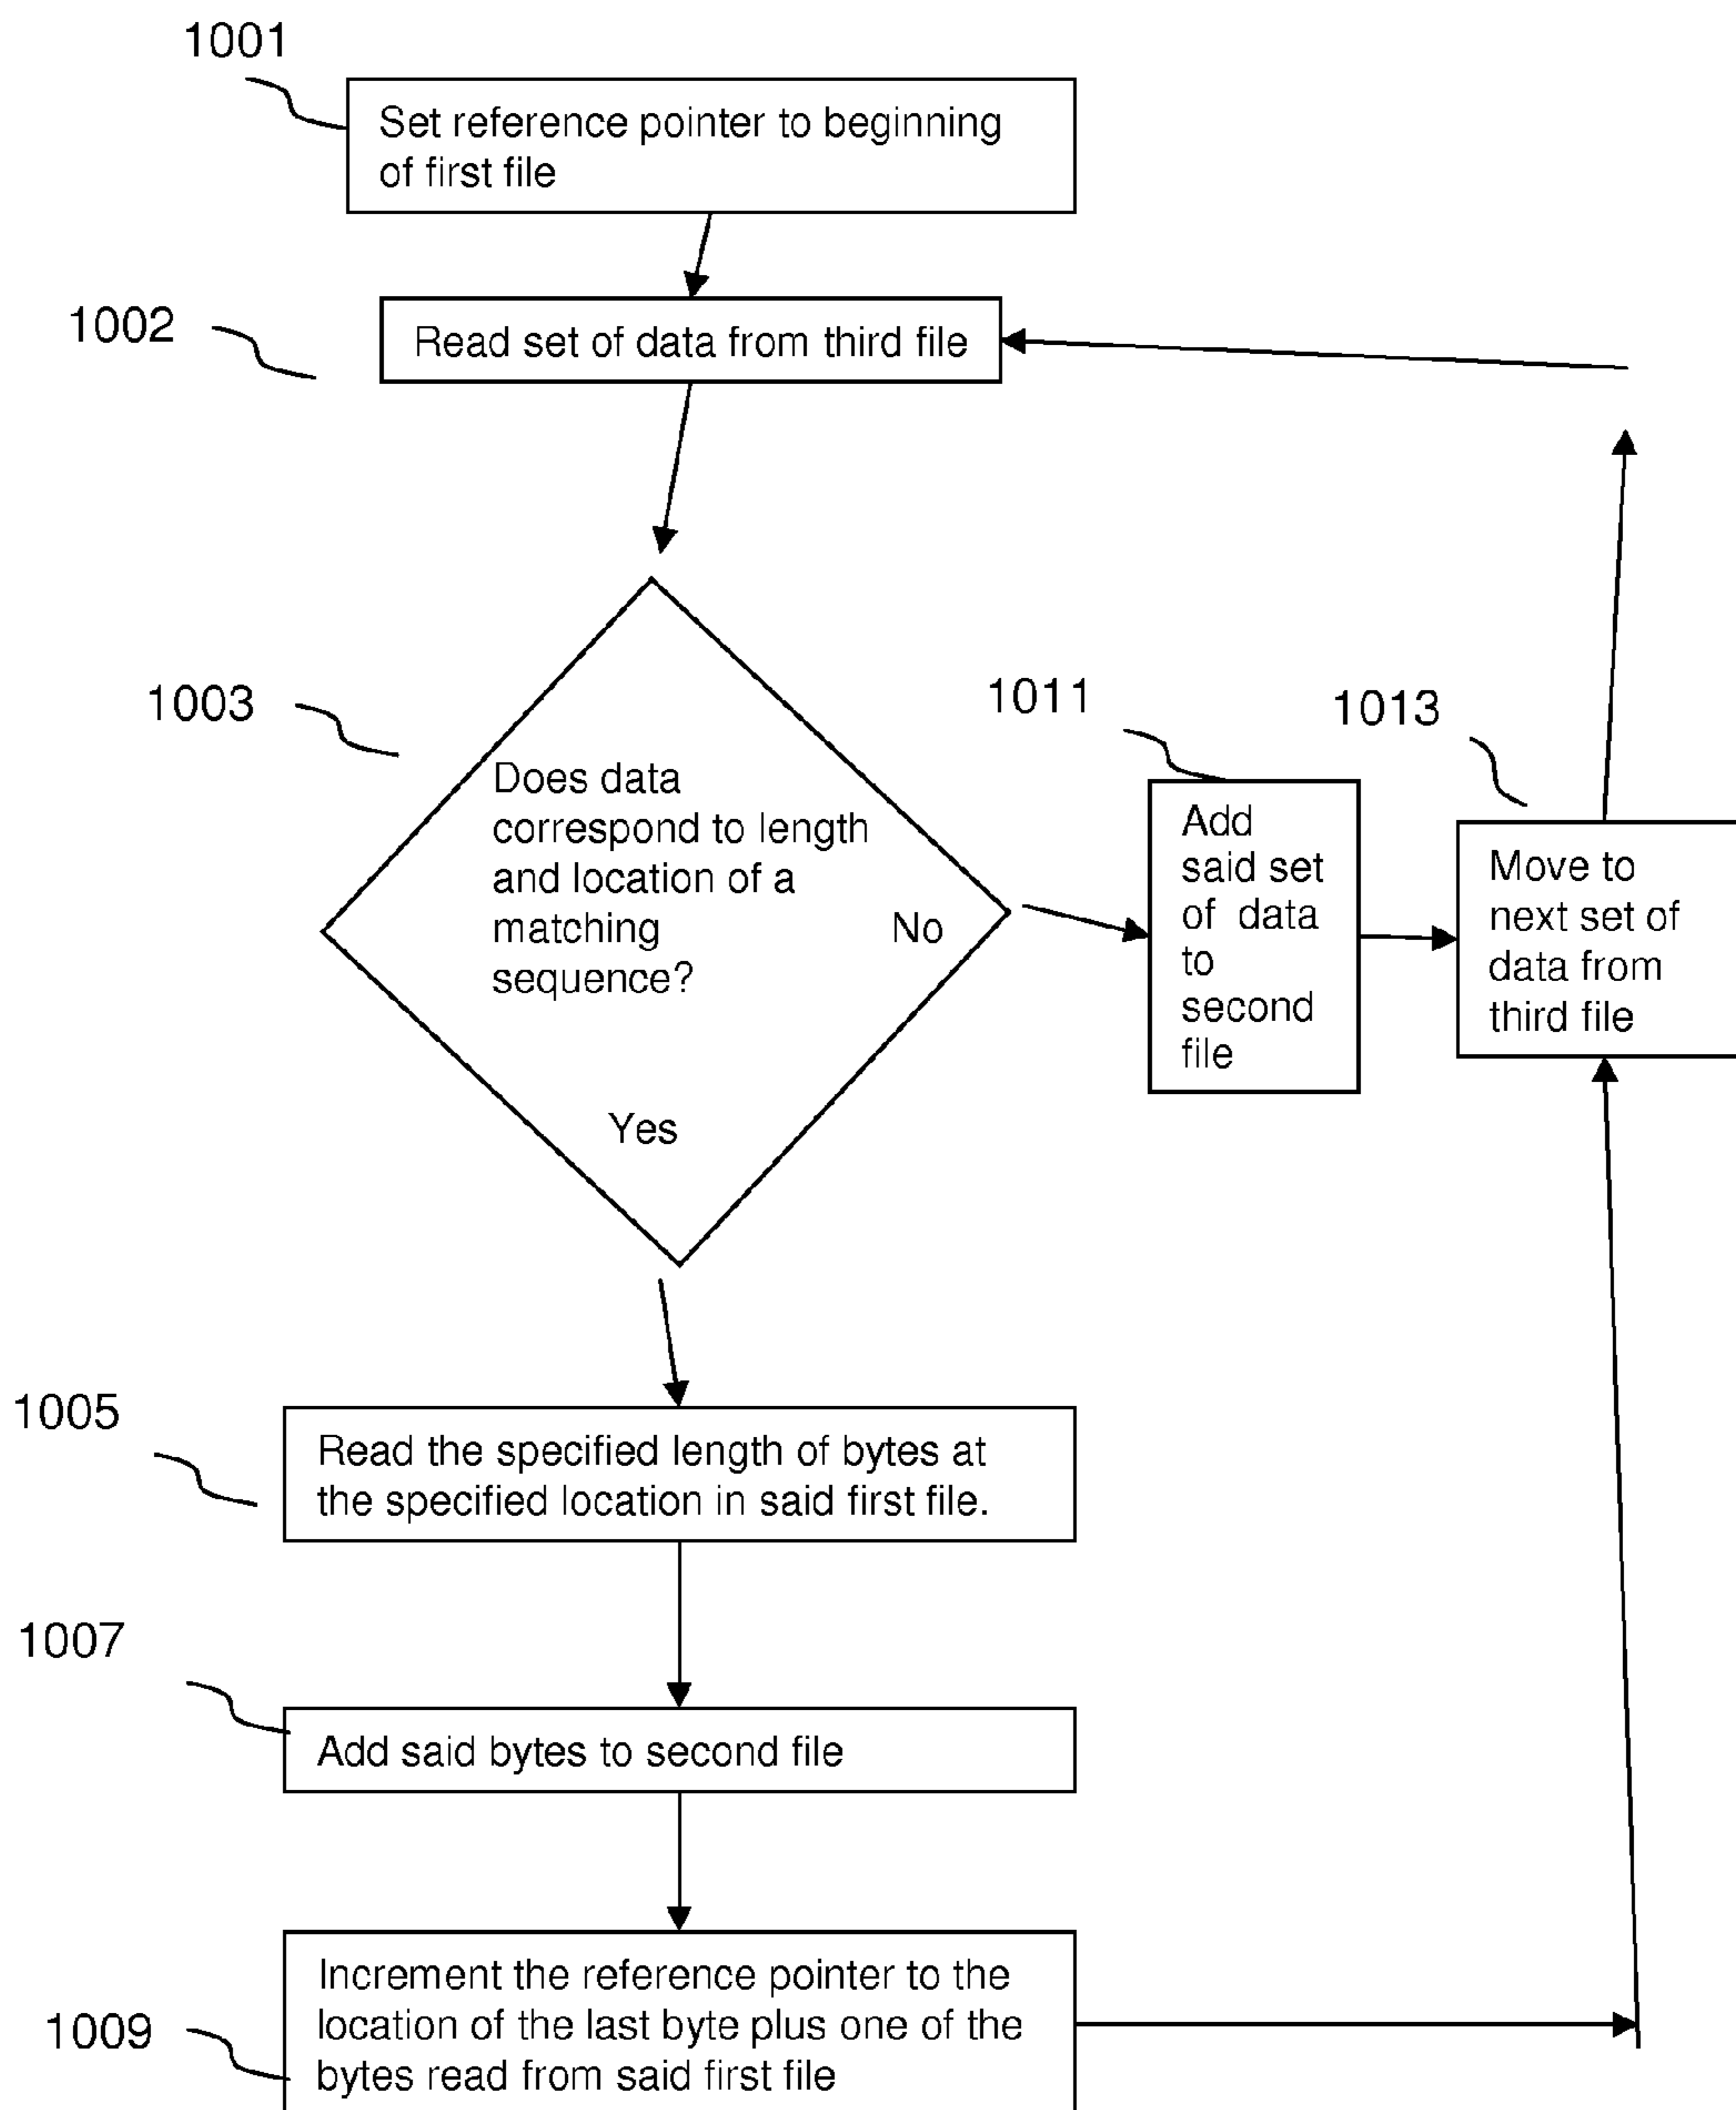 1001
Set reference pointer to beginning
of first file
1002
Read set of data from third file
1003
Does data
correspond to length
and location of a
matching
sequence?
No
Yes
1011
Add
said set
of data
to
second
file
1013
Move to
next set of
data from
third file
1005
Read the specified length of bytes at
the specified location in said first file.
1007
Add said bytes to second file
1009
Increment the reference pointer to the
location of the last byte plus one of the
bytes read from said first file